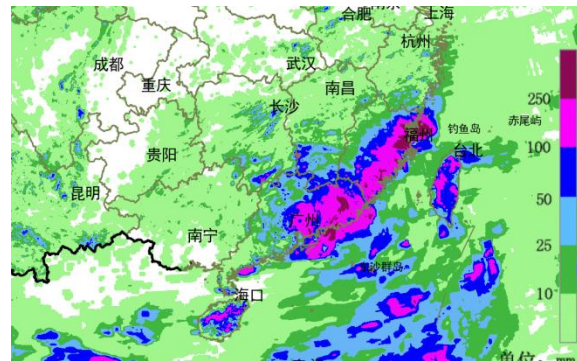 合肥
上海
杭州
成都
武汉
重庆
南昌
长沙
250
福州
钓鱼岛
赤尾屿
100
台北
贵阳
昆明
50
广州
南宁
25
沙群岛
海口
10
单位: